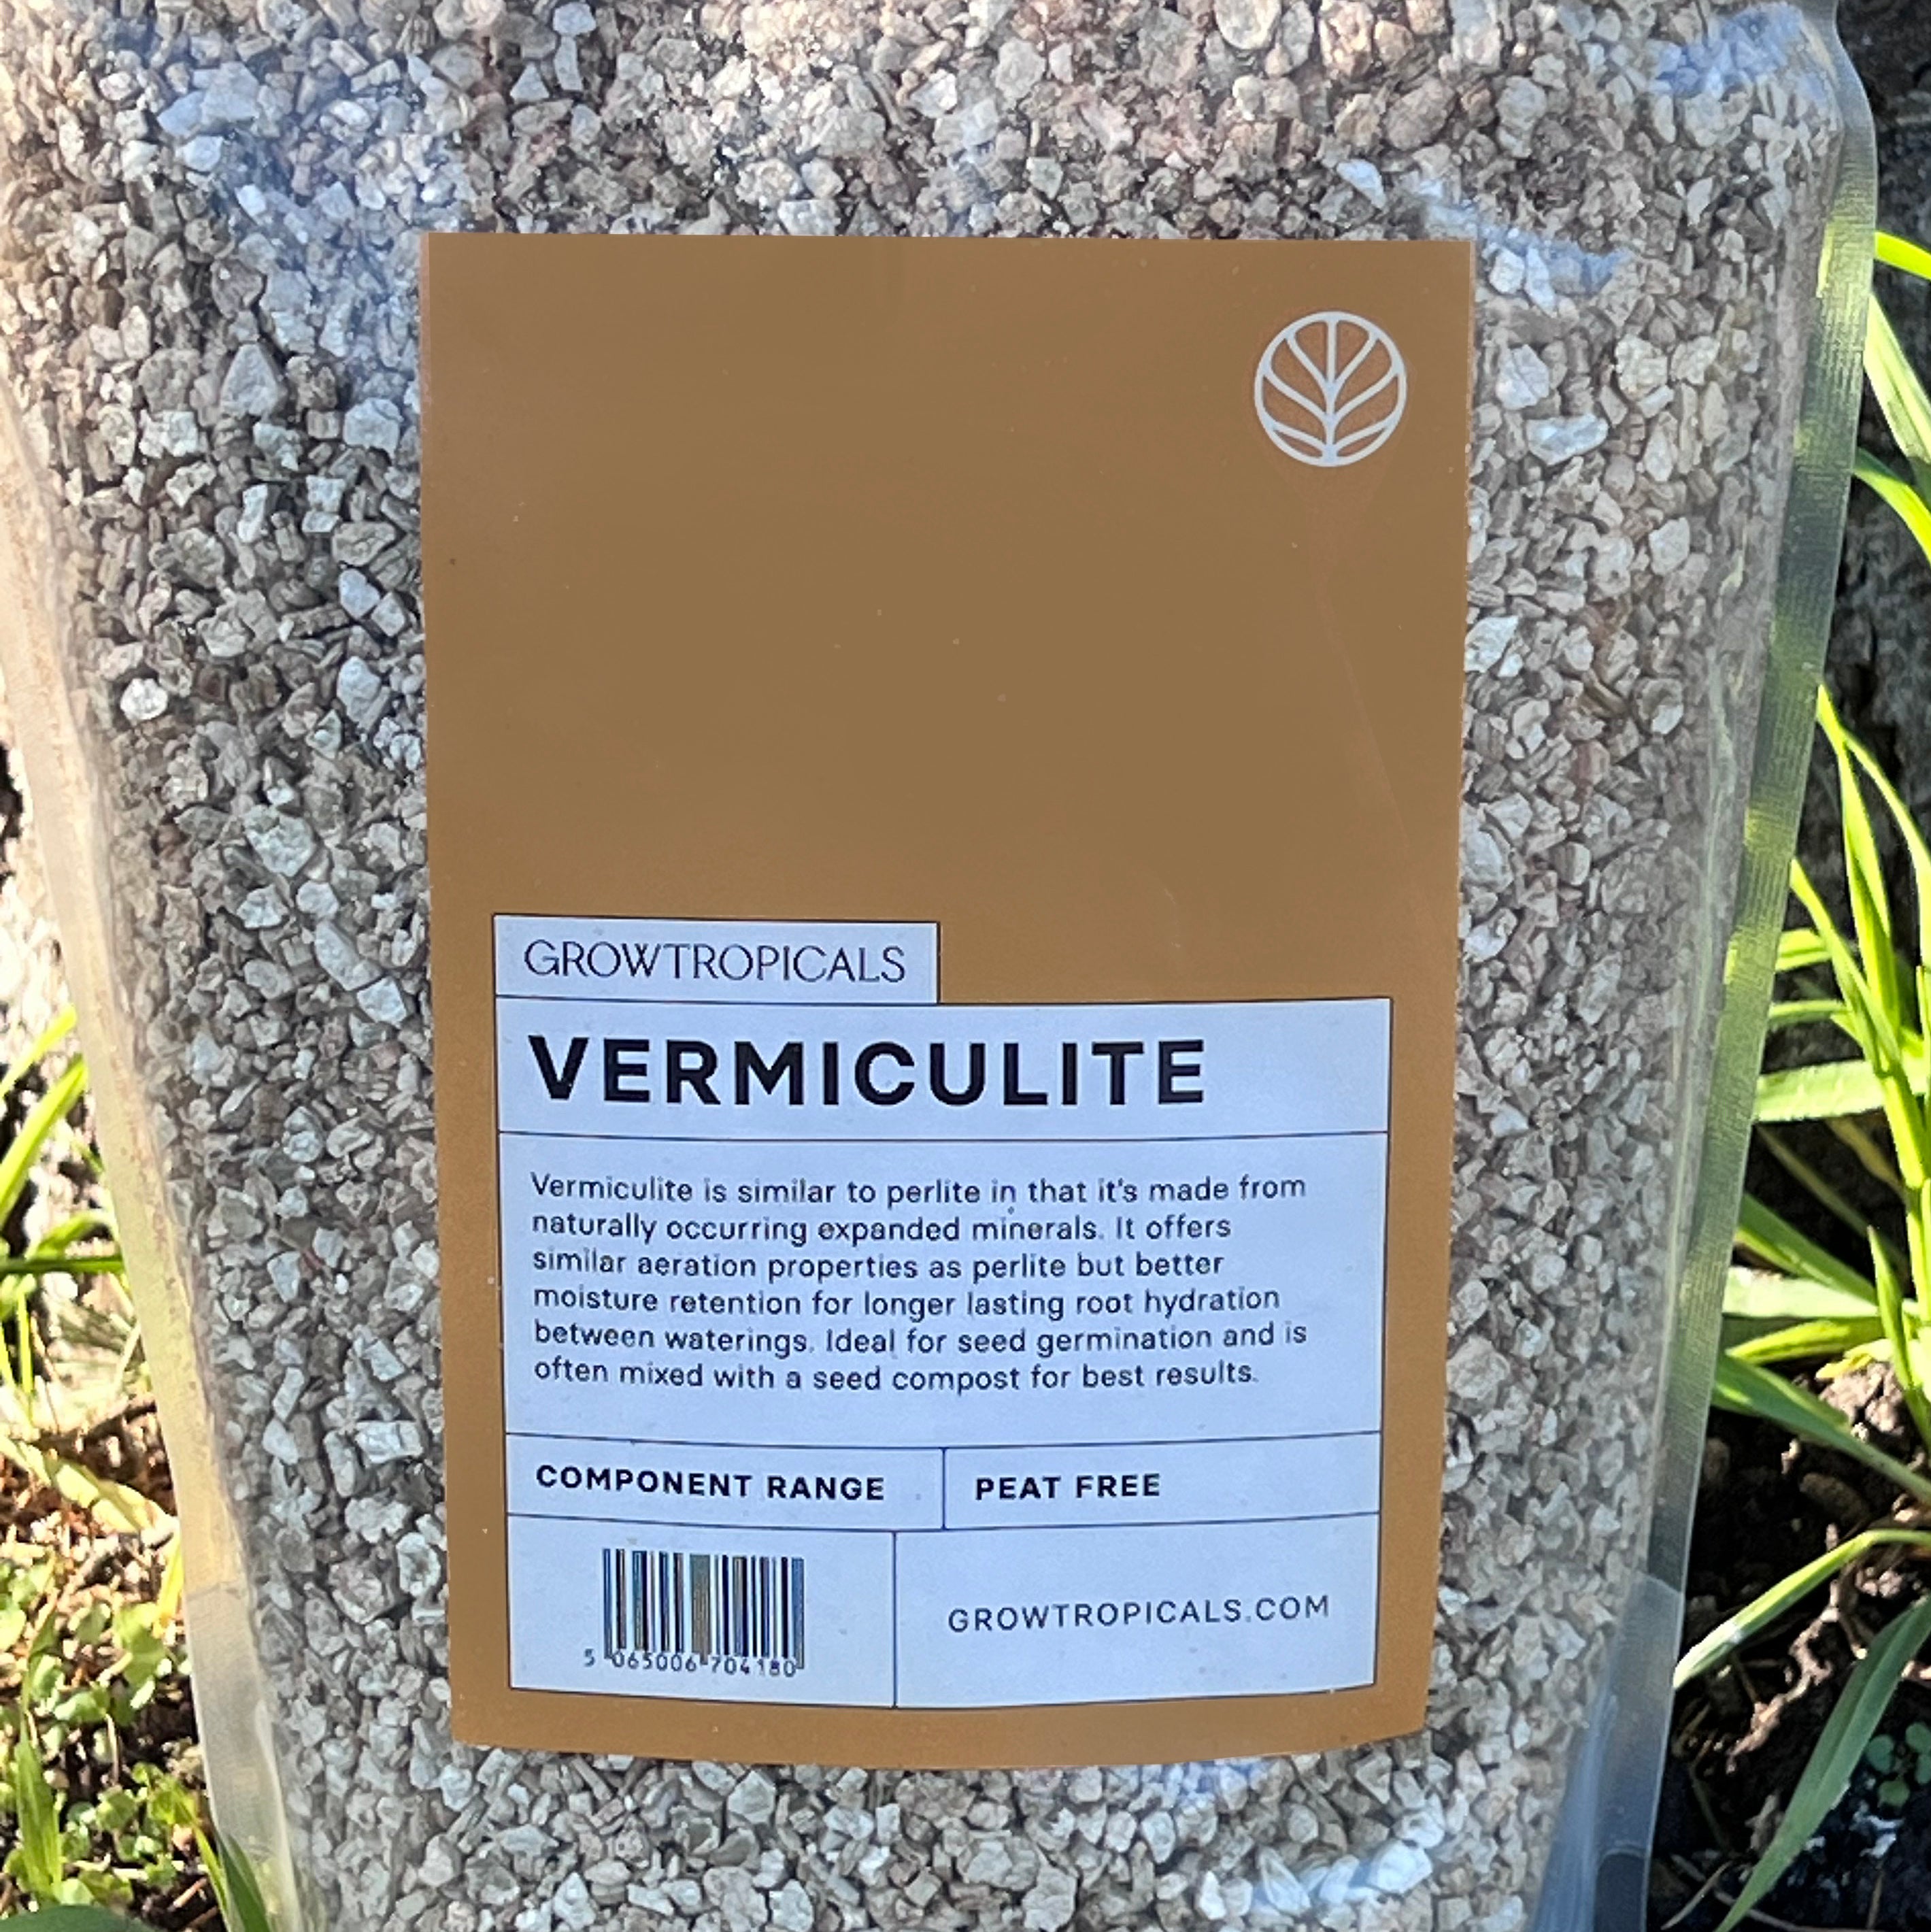 GROWTROPICALS
VERMICULITE
Vermiculite is similar to perlite in that it's made from
naturally occurring expanded minerals. It offers
similar aeration properties as perlite but better
moisture retention for longer lasting root hydration
between waterings. Ideal for seed germination and is
often mixed with a seed compost for best results.
COMPONENT RANGE
PEAT FREE
5 065006 704180
GROWTROPICALS.COM